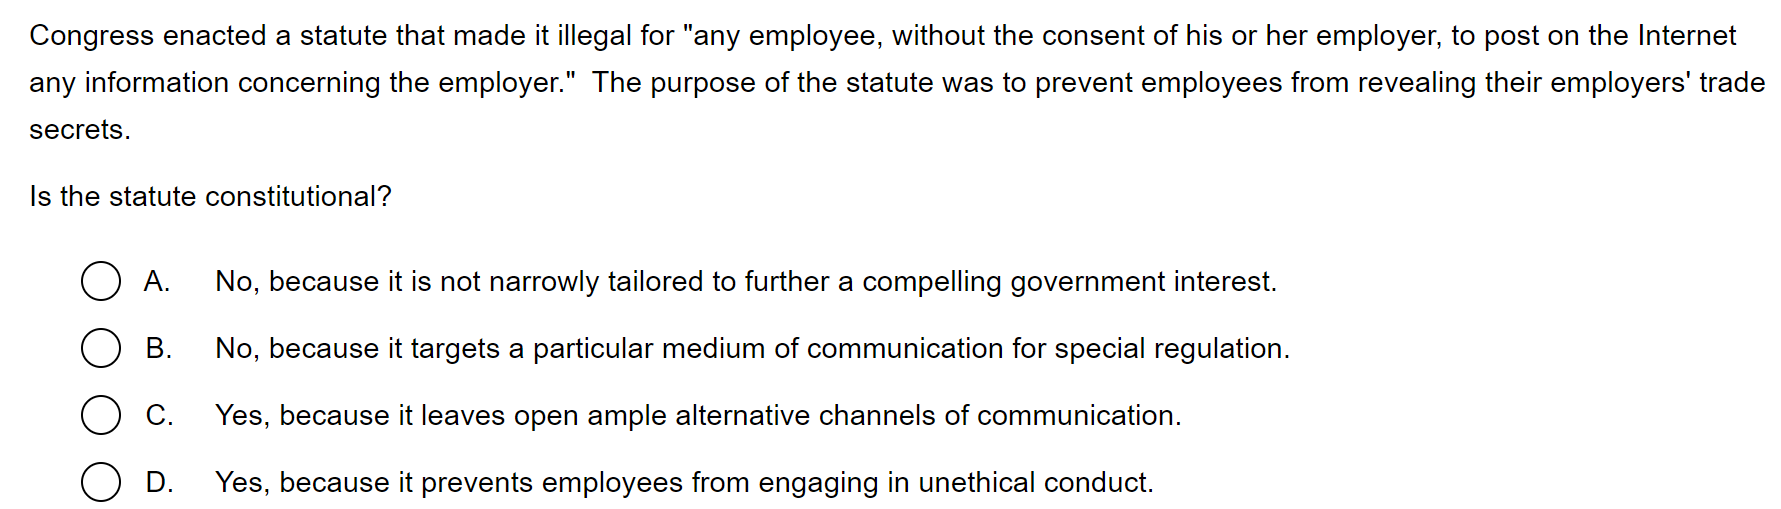 Congress enacted a statute that made it illegal for "any employee, without the consent of his or her employer, to post on the Internet
any information concerning the employer."  The purpose of the statute was to prevent employees from revealing their employers' trade
secrets.
Is the statute constitutional?
A. No, because it is not narrowly tailored to further a compelling government interest.
B. No, because it targets a particular medium of communication for special regulation.
C. Yes, because it leaves open ample alternative channels of communication.
D. Yes, because it prevents employees from engaging in unethical conduct.